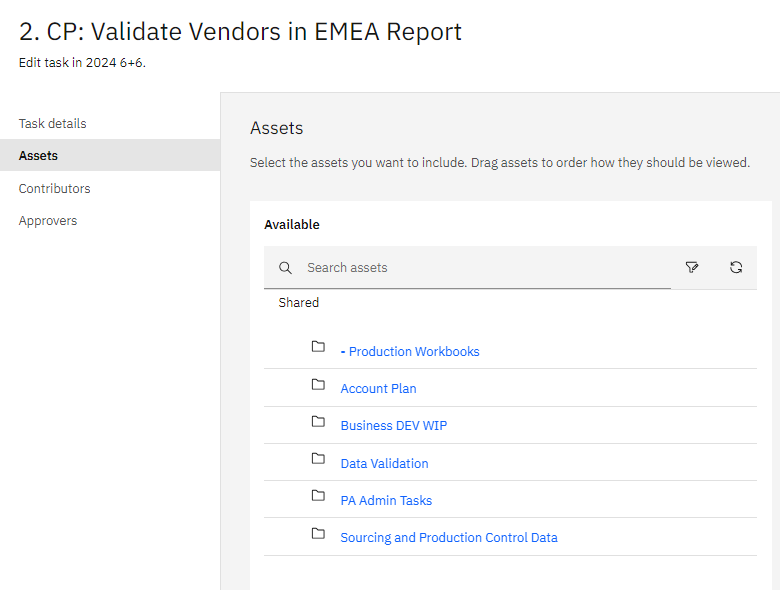 2. CP: Validate Vendors in EMEA Report
Edit task in 2024 6+6.
Task details
Assets
Contributors
Approvers
Assets
Select the assets you want to include. Drag assets to order how they should be viewed.
Available
Search assets
Shared
- Production Workbooks
Account Plan
Business DEV WIP
Data Validation
PA Admin Tasks
Sourcing and Production Control Data